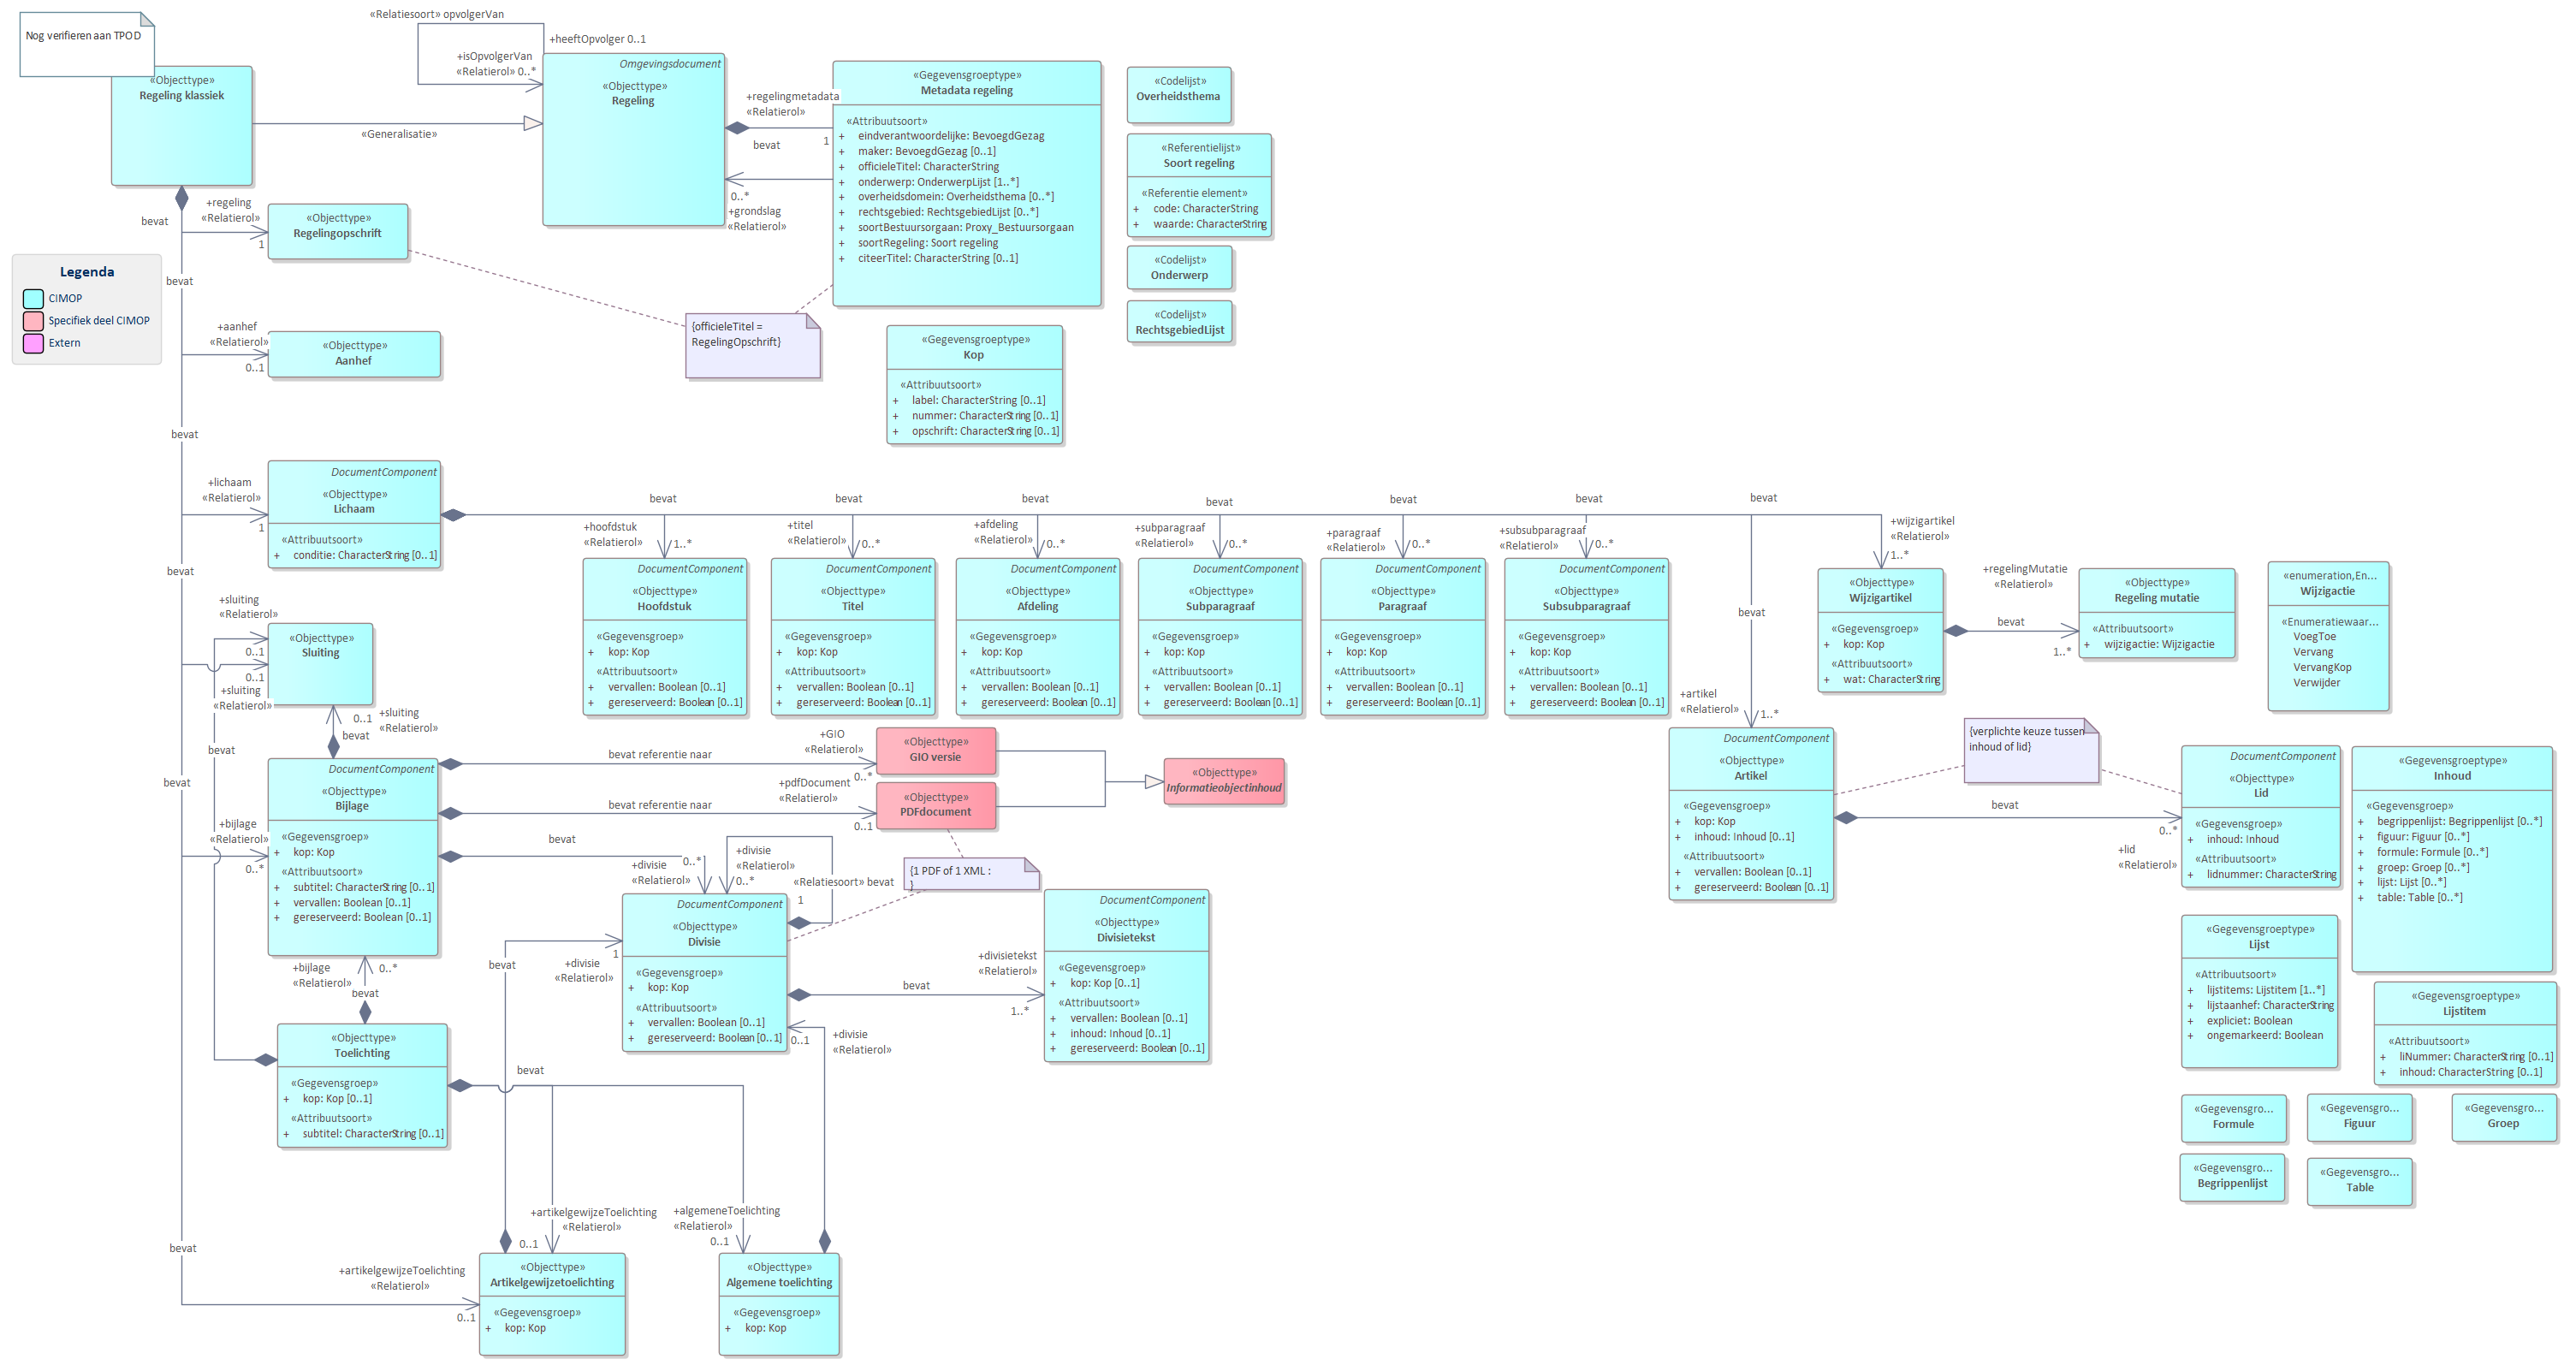 Nog verifieren aan TPOD
«Objecttype»
Regeling klassiek
«Relatiesoort» opvolgerVan
+heeftOpvolger 0..1
+isOpvolgerVan
«Relatierol» 0..*
«Generalisatie»
Omgevingsdocument
«Objecttype»
Regeling
+regelingmetadata
«Relatierol»
1
bevat
0..*
+grondslag
«Relatierol»
«Gegevensgroeptype»
Metadata regeling
«Attribuutsoort»
+ eindverantwoordelijke: BevoegdGezag
+ maker: BevoegdGezag [0..1]
+ officieleTitel: CharacterString
+ onderwerp: OnderwerpLijst [1..*]
+ overheidsdomein: Overheidsthema [0..*]
+ rechtsgebied: RechtsgebiedLijst [0..*]
+ soortBestuursorgaan: Proxy_Bestuursorgaan
+ soortRegeling: Soort regeling
+ citeerTitel: CharacterString [0..1]
«Codelijst»
Overheidsthema
«Referentielijst»
Soort regeling
«Referentie element»
+ code: CharacterString
+ waarde: CharacterString
«Codelijst»
Onderwerp
«Codelijst»
RechtsgebiedLijst
bevat
+regeling
«Relatierol»
1
«Objecttype»
Regelingopschrift
Legenda
CIMOP
Specifiek deel CIMOP
Extern
bevat
{officieleTitel =
RegelingOpschrift}
+aanhef
«Relatierol»
0..1
«Objecttype»
Aanhef
«Gegevensgroeptype»
Kop
«Attribuutsoort»
+ label: CharacterString [0..1]
+ nummer: CharacterString [0..1]
+ opschrift: CharacterString [0..1]
bevat
+lichaam
«Relatierol»
1
DocumentComponent
«Objecttype»
Lichaam
«Attribuutsoort»
+ conditie: CharacterString [0..1]
bevat
bevat
bevat
bevat
bevat
bevat
bevat
+hoofdstuk
«Relatierol»
1..*
+titel
«Relatierol»
0..*
+afdeling
«Relatierol»
0..*
+subparagraaf
«Relatierol»
0..*
+paragraaf
«Relatierol»
0..*
+subsubparagraaf
«Relatierol»
0..*
+wijzigartikel
«Relatierol»
1..*
DocumentComponent
«Objecttype»
Hoofdstuk
«Gegevensgroep»
+ kop: Kop
«Attribuutsoort»
+ vervallen: Boolean [0..1]
+ gereserveerd: Boolean [0..1]
DocumentComponent
«Objecttype»
Titel
«Gegevensgroep»
+ kop: Kop
«Attribuutsoort»
+ vervallen: Boolean [0..1]
+ gereserveerd: Boolean [0..1]
DocumentComponent
«Objecttype»
Afdeling
«Gegevensgroep»
+ kop: Kop
«Attribuutsoort»
+ vervallen: Boolean [0..1]
+ gereserveerd: Boolean [0..1]
DocumentComponent
«Objecttype»
Subparagraaf
«Gegevensgroep»
+ kop: Kop
«Attribuutsoort»
+ vervallen: Boolean [0..1]
+ gereserveerd: Boolean [0..1]
DocumentComponent
«Objecttype»
Paragraaf
«Gegevensgroep»
+ kop: Kop
«Attribuutsoort»
+ vervallen: Boolean [0..1]
+ gereserveerd: Boolean [0..1]
DocumentComponent
«Objecttype»
Subsubparagraaf
«Gegevensgroep»
+ kop: Kop
«Attribuutsoort»
+ vervallen: Boolean [0..1]
+ gereserveerd: Boolean [0..1]
«Objecttype»
Wijzigartikel
«Gegevensgroep»
+ kop: Kop
«Attribuutsoort»
+ wat: CharacterString
+regelingMutatie
«Relatierol»
bevat
1..*
«Objecttype»
Regeling mutatie
«Attribuutsoort»
+ wijzigactie: Wijzigactie
«enumeration,En...
Wijzigactie
«Enumeratiewaar...
VoegToe
Vervang
VervangKop
Verwijder
bevat
+artikel
«Relatierol»
1..*
bevat
+sluiting
«Relatierol»
0..1
0..1
+sluiting
«Relatierol»
«Objecttype»
Sluiting
0..1
+sluiting
«Relatierol»
bevat
bevat
bevat
DocumentComponent
«Objecttype»
Bijlage
«Gegevensgroep»
+ kop: Kop
«Attribuutsoort»
+ subtitel: CharacterString [0..1]
+ vervallen: Boolean [0..1]
+ gereserveerd: Boolean [0..1]
+bijlage
«Relatierol»
0..*
bevat referentie naar
+GIO
«Relatierol»
0..*
«Objecttype»
GIO versie
bevat referentie naar
+pdfDocument
«Relatierol»
0..1
«Objecttype»
PDFdocument
«Objecttype»
Informatieobjectinhoud
bevat
+divisie
«Relatierol»
0..*
+divisie
«Relatierol»
0..*
«Relatiesoort» bevat
1
{1 PDF of 1 XML :
}
DocumentComponent
«Objecttype»
Divisie
«Gegevensgroep»
+ kop: Kop
«Attribuutsoort»
+ vervallen: Boolean [0..1]
+ gereserveerd: Boolean [0..1]
bevat
+divisietekst
«Relatierol»
1..*
DocumentComponent
«Objecttype»
Divisietekst
«Gegevensgroep»
+ kop: Kop [0..1]
«Attribuutsoort»
+ vervallen: Boolean [0..1]
+ inhoud: Inhoud [0..1]
+ gereserveerd: Boolean [0..1]
DocumentComponent
«Objecttype»
Artikel
«Gegevensgroep»
+ kop: Kop
+ inhoud: Inhoud [0..1]
«Attribuutsoort»
+ vervallen: Boolean [0..1]
+ gereserveerd: Boolean [0..1]
{verplichte keuze tussen
inhoud of lid}
bevat
0..*
+lid
«Relatierol»
DocumentComponent
«Objecttype»
Lid
«Gegevensgroep»
+ inhoud: Inhoud
«Attribuutsoort»
+ lidnummer: CharacterString
«Gegevensgroeptype»
Inhoud
«Gegevensgroep»
+ begrippenlijst: Begrippenlijst [0..*]
+ figuur: Figuur [0..*]
+ formule: Formule [0..*]
+ groep: Groep [0..*]
+ lijst: Lijst [0..*]
+ table: Table [0..*]
«Gegevensgroeptype»
Lijst
«Attribuutsoort»
+ lijstitems: Lijstitem [1..*]
+ lijstaanhef: CharacterString
+ expliciet: Boolean
+ ongemarkeerd: Boolean
«Gegevensgroeptype»
Lijstitem
«Attribuutsoort»
+ liNummer: CharacterString [0..1]
+ inhoud: CharacterString [0..1]
«Gegevensgro...
Formule
«Gegevensgro...
Figuur
«Gegevensgro...
Groep
«Gegevensgro...
Begrippenlijst
«Gegevensgro...
Table
+bijlage
«Relatierol»
0..*
bevat
«Objecttype»
Toelichting
«Gegevensgroep»
+ kop: Kop [0..1]
«Attribuutsoort»
+ subtitel: CharacterString [0..1]
bevat
+divisie
«Relatierol»
1
0..1
+divisie
«Relatierol»
bevat
+artikelgewijzeToelichting
«Relatierol»
0..1
+algemeneToelichting
«Relatierol»
0..1
bevat
+artikelgewijzeToelichting
«Relatierol»
0..1
«Objecttype»
Artikelgewijzetoelichting
«Gegevensgroep»
+ kop: Kop
«Objecttype»
Algemene toelichting
«Gegevensgroep»
+ kop: Kop